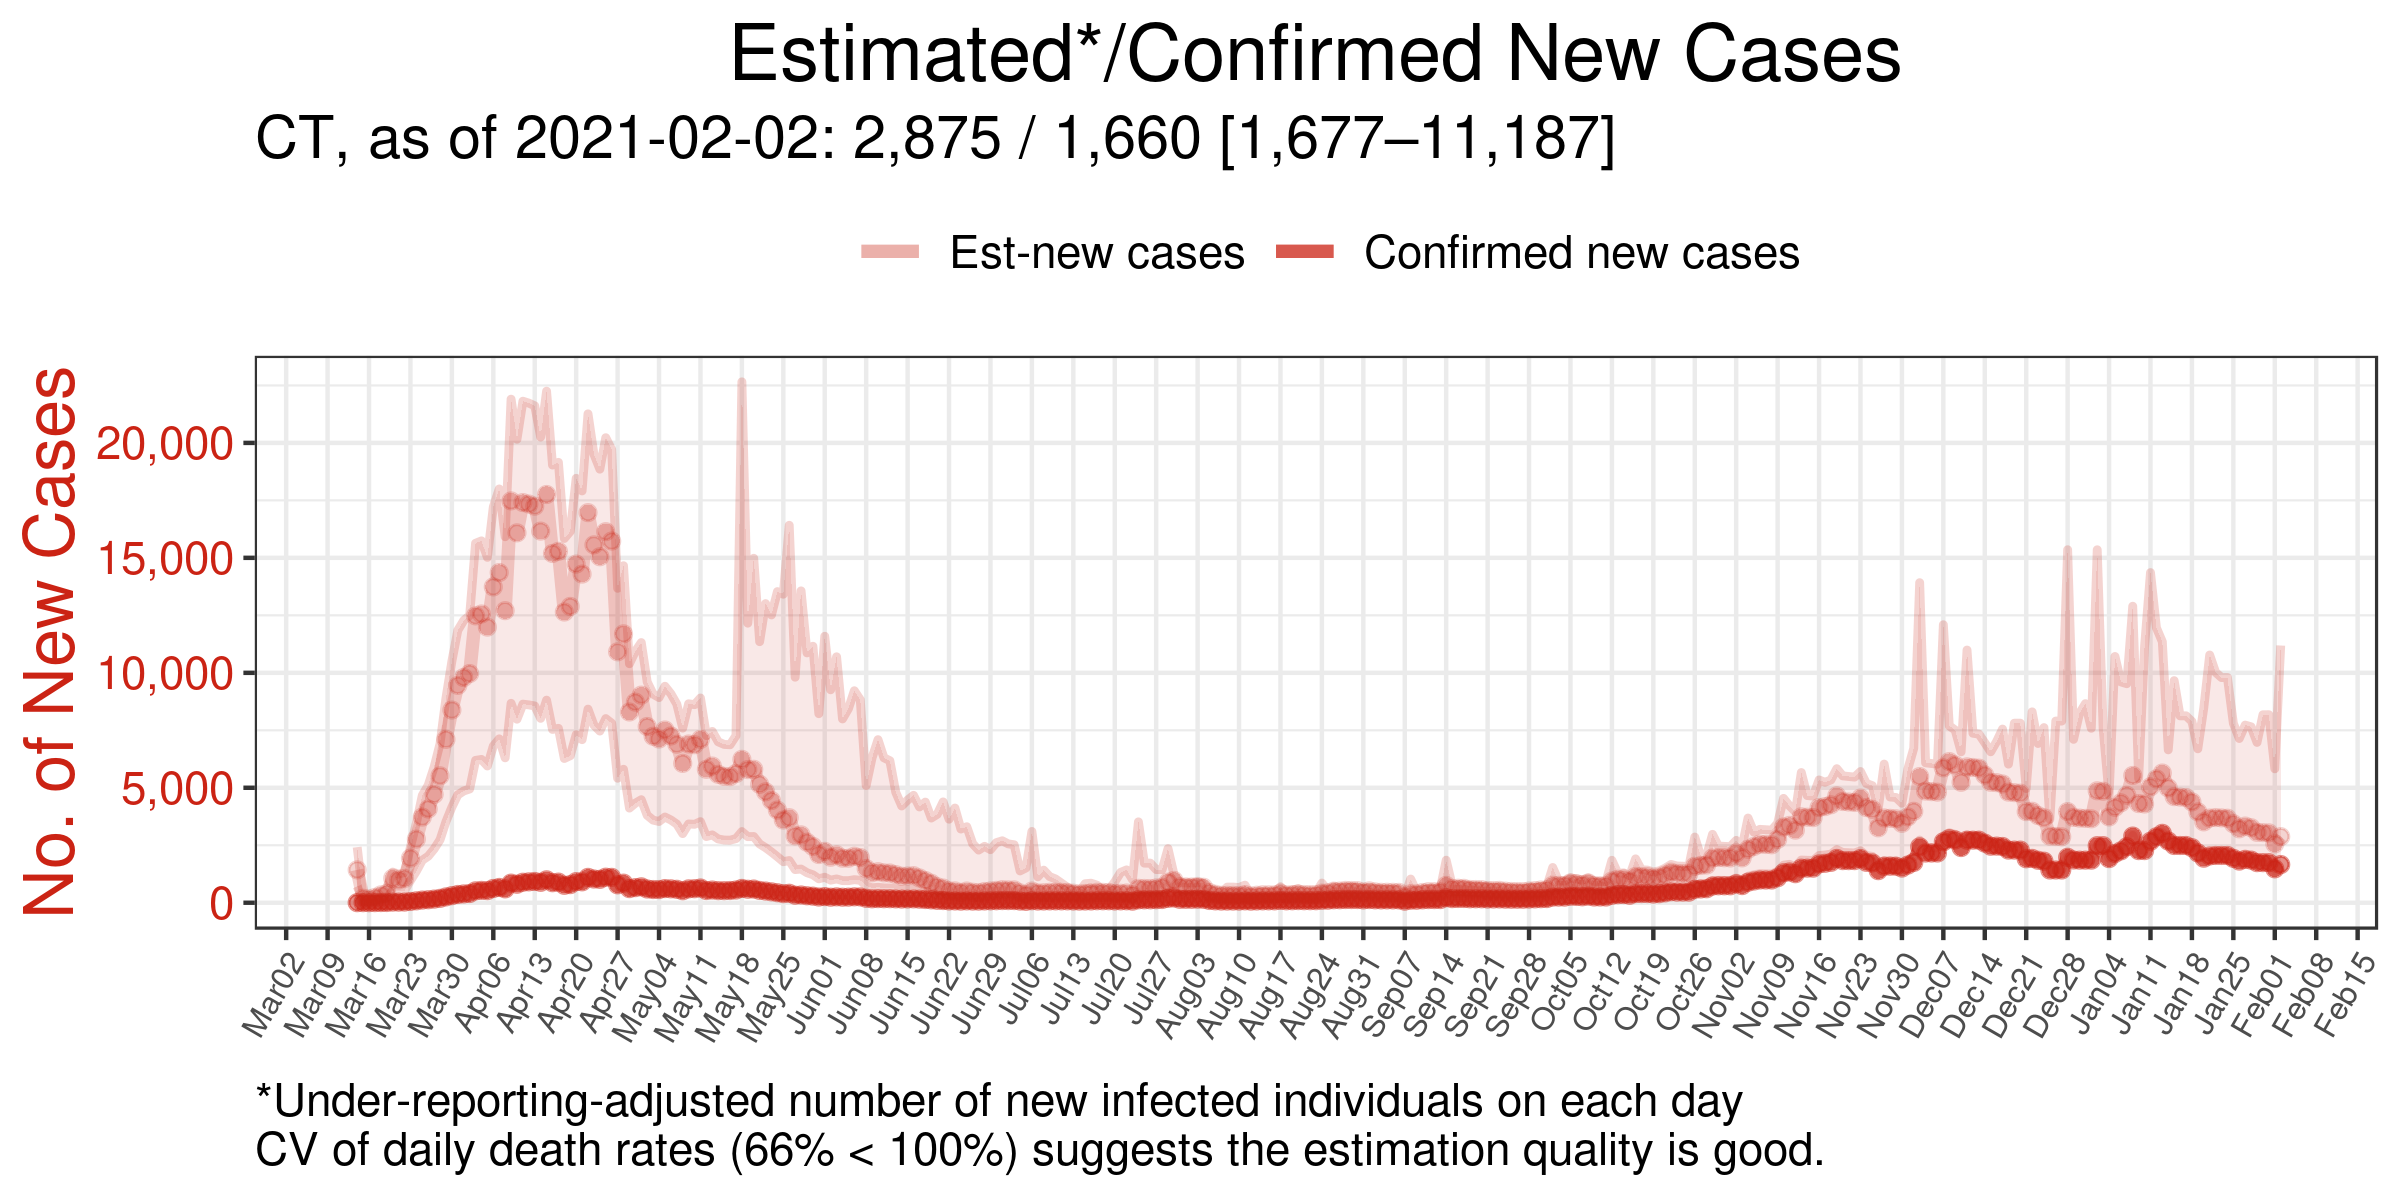 Estimated*/Confirmed New Cases
CT, as of 2021-02-02: 2,875 / 1,660 [1,677–11,187]
Est-new cases Confirmed new cases
No. of New Cases
20,000
15,000
10,000
5,000
0
Mar02 Mar09 Mar16 Mar23 Mar30 Apr06 Apr13 Apr20 Apr27 May04 May11 May18 May25 Jun01 Jun08 Jun15 Jun22 Jun29 Jul06 Jul13 Jul20 Jul27 Aug03 Aug10 Aug17 Aug24 Aug31 Sep07 Sep14 Sep21 Sep28 Oct05 Oct12 Oct19 Oct26 Nov02 Nov09 Nov16 Nov23 Nov30 Dec07 Dec14 Dec21 Dec28 Jan04 Jan11 Jan18 Jan25 Feb01 Feb08 Feb15
*Under-reporting-adjusted number of new infected individuals on each day
CV of daily death rates (66% < 100%) suggests the estimation quality is good.